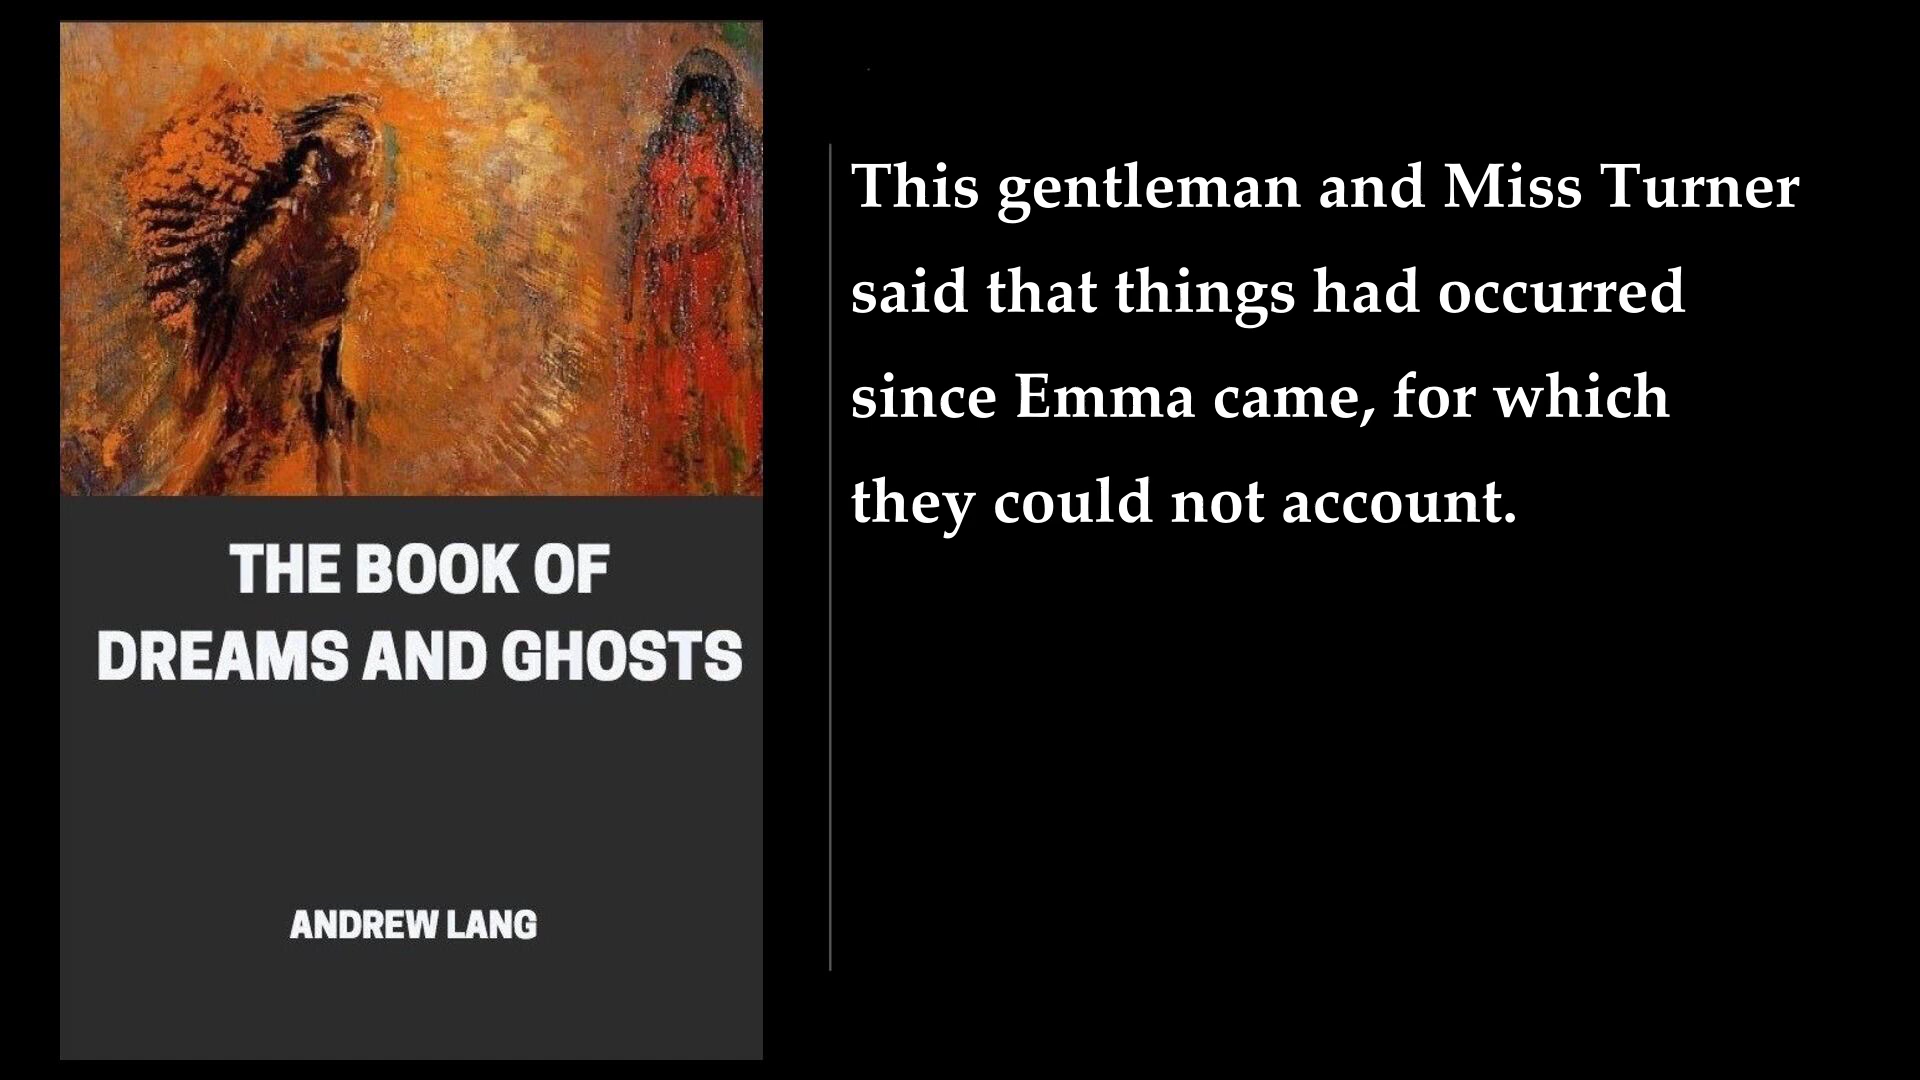 THE BOOK OF
DREAMS AND GHOSTS
ANDREW LANG
This gentleman and Miss Turner
said that things had occurred
since Emma came, for which
they could not account.